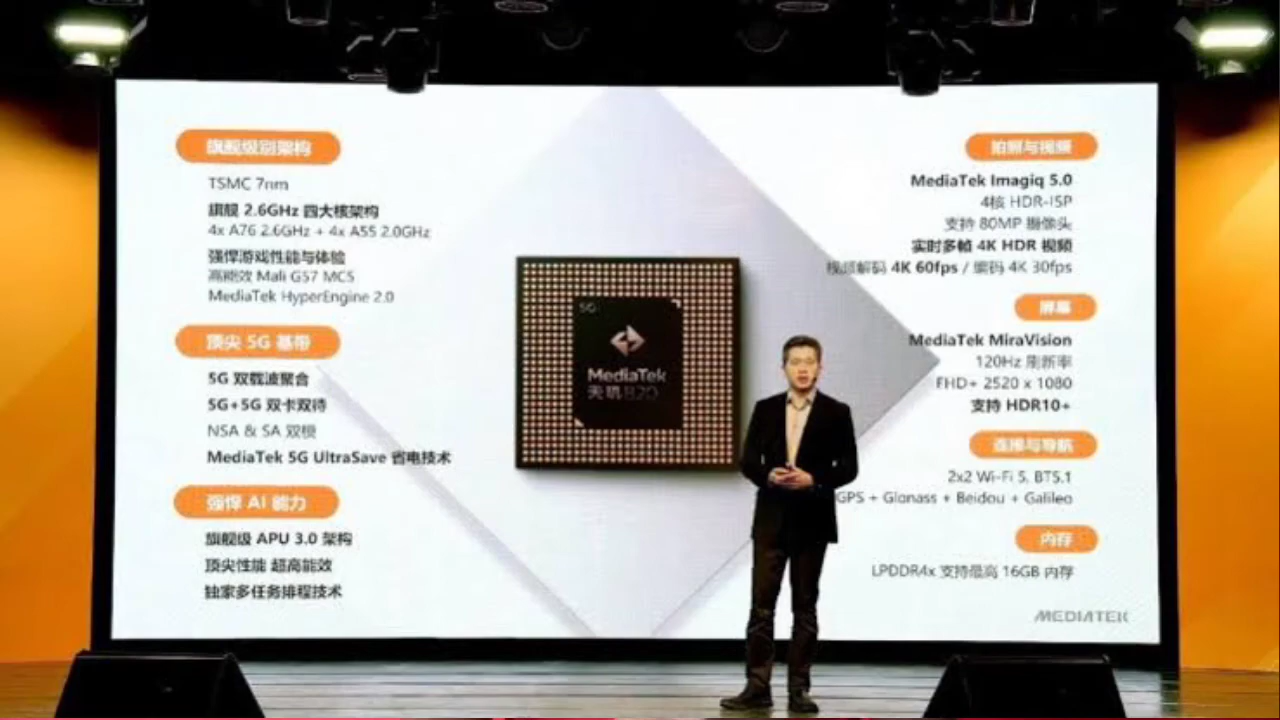 旗舰级别架构
TSMC 7nm
旗舰 2.6GHz 四大核架构
4x A76 2.6GHz + 4x A55 2.0GHz
强悍游戏性能与体验
高能效 Mali G57 MC5
MediaTek HyperEngine 2.0
顶尖 5G 基带
5G 双载波聚合
5G+5G 双卡双待
NSA & SA 双模
MediaTek 5G UltraSave 省电技术
强悍 AI 能力
旗舰级 APU 3.0 架构
顶尖性能 超高能效
独家多任务排程技术
5G
MediaTek
天玑820
拍照与视频
MediaTek Imagiq 5.0
4核 HDR-ISP
支持 80MP 摄像头
实时多帧 4K HDR 视频
视频解码 4K 60fps / 编码 4K 30fps
屏幕
MediaTek MiraVision
120Hz 刷新率
FHD+ 2520 x 1080
支持 HDR10+
连接与导航
2x2 Wi-Fi 5, BT5.1
GPS + Glonass + Beidou + Galileo
内存
LPDDR4x 支持最高 16GB 内存
MEDIATEK